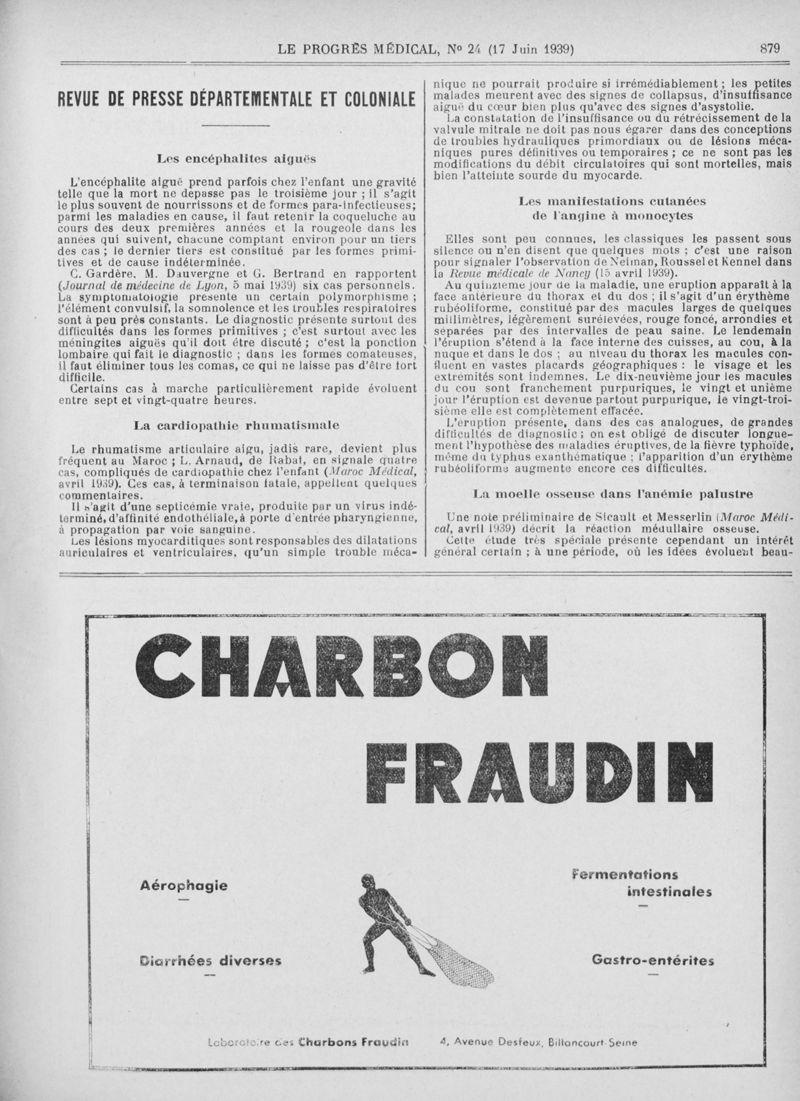 LE PROGRÈS MÉDICAL, No 24 (17 Juin 1939)
879
REVUE DE PRESSE DÉPARTEMENTALE ET COLONIALE
Les encéphalites aiguës
L'encéphalite aiguë prend parfois chez l'enfant une gravité
telle que la mort ne dépasse pas le troisième jour ; il s'agit
le plus souvent de nourrissons et de formes para-infectieuses;
parmi les maladies en cause, il faut retenir la coqueluche au
cours des deux premières années et la rougeole dans les
années qui suivent, chacune comptant environ pour un tiers
des cas ; le dernier tiers est constitué par les formes primi-
tives et de cause indéterminée.
C. Gardère, M. Dauvergne et G. Bertrand en rapportent
(Journal de médecine de Lyon, 5 mai 1939) six cas personnels.
La symptomatologie présente un certain polymorphisme ;
l'élément convulsif, la somnolence et les troubles respiratoires
sont à peu près constants. Le diagnostic présente surtout des
difficultés dans les formes primitives ; c'est surtout avec les
méningites aiguës qu'il doit être discuté ; c'est la ponction
lombaire qui fait le diagnostic ; dans les formes comateuses,
il faut éliminer tous les comas, ce qui ne laisse pas d'être fort
difficile.
Certains cas à marche particulièrement rapide évoluent
entre sept et vingt-quatre heures.
La cardiopathie rhumatismale
Le rhumatisme articulaire aigu, jadis rare, devient plus
fréquent au Maroc ; L. Arnaud, de Rabat, en signale quatre
cas, compliqués de cardiopathie chez l'enfant (Maroc Médical,
avril 1939). Ces cas, à terminaison fatale, appellent quelques
commentaires.
Il s'agit d'une septicémie vraie, produite par un virus indé-
terminé, d'affinité endothéliale, à porte d'entrée pharyngienne,
à propagation par voie sanguine.
Les lésions myocarditiques sont responsables des dilatations
auriculaires et ventriculaires, qu'un simple trouble méca-
nique ne pourrait produire si irrémédiablement ; les petites
malades meurent avec des signes de collapsus, d'insuffisance
aiguë du cœur bien plus qu'avec des signes d'asystolie.
La constatation de l'insuffisance ou du rétrécissement de la
valvule mitrale ne doit pas nous égarer dans des conceptions
de troubles hydrauliques primordiaux ou de lésions méca-
niques pures définitives ou temporaires ; ce ne sont pas les
modifications du débit circulatoires qui sont mortelles, mais
bien l'atteinte sourde du myocarde.
Les manifestations cutanées
de l'angine à monocytes
Elles sont peu connues, les classiques les passent sous
silence ou n'en disent que quelques mots ; c'est une raison
pour signaler l'observation de Neiman, Roussel et Kennel dans
la Revue médicale de Nancy (15 avril 1939).
Au quinzième jour de la maladie, une éruption apparaît à la
face antérieure du thorax et du dos ; il s'agit d'un érythème
rubéoliforme, constitué par des macules larges de quelques
millimètres, légèrement surélevées, rouge foncé, arrondies et
séparées par des intervalles de peau saine. Le lendemain
l'éruption s'étend à la face interne des cuisses, au cou, à la
nuque et dans le dos ; au niveau du thorax les macules con-
fluent en vastes placards géographiques : le visage et les
extrémités sont indemnes. Le dix-neuvième jour les macules
du cou sont franchement purpuriques, le vingt et unième
jour l'éruption est devenue partout purpurique, le vingt-troi-
sième elle est complètement effacée.
L'éruption présente, dans des cas analogues, de grandes
difficultés de diagnostic ; on est obligé de discuter longue-
ment l'hypothèse des maladies éruptives, de la fièvre typhoïde,
même du typhus exanthématique ; l'apparition d'un érythème
rubéoliforme augmente encore ces difficultés.
La moelle osseuse dans l'anémie palustre
Une note préliminaire de Sicault et Messerlin (Maroc Médi-
cal, avril 1939) décrit la réaction médullaire osseuse.
Cette étude très spéciale présente cependant un intérêt
général certain ; à une période, où les idées évoluent beau-
CHARBON
FRAUDIN
Aérophagie
Fermentations
intestinales
Diarrhées diverses
Gastro-entérites
Laboratoire des Charbons Fraudin 4, Avenue Desfeux, Billancourt-Seine